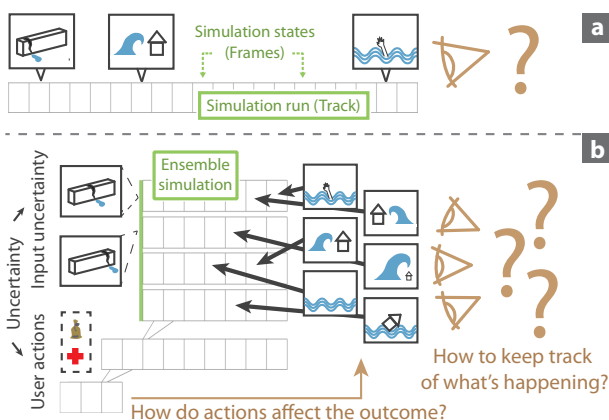 Simulation states
(Frames)
?
a
Simulation run (Track)
b
Ensemble
simulation
Uncertainty
Input uncertainty
User actions
?
?
?
How to keep track
of what's happening?
How do actions affect the outcome?